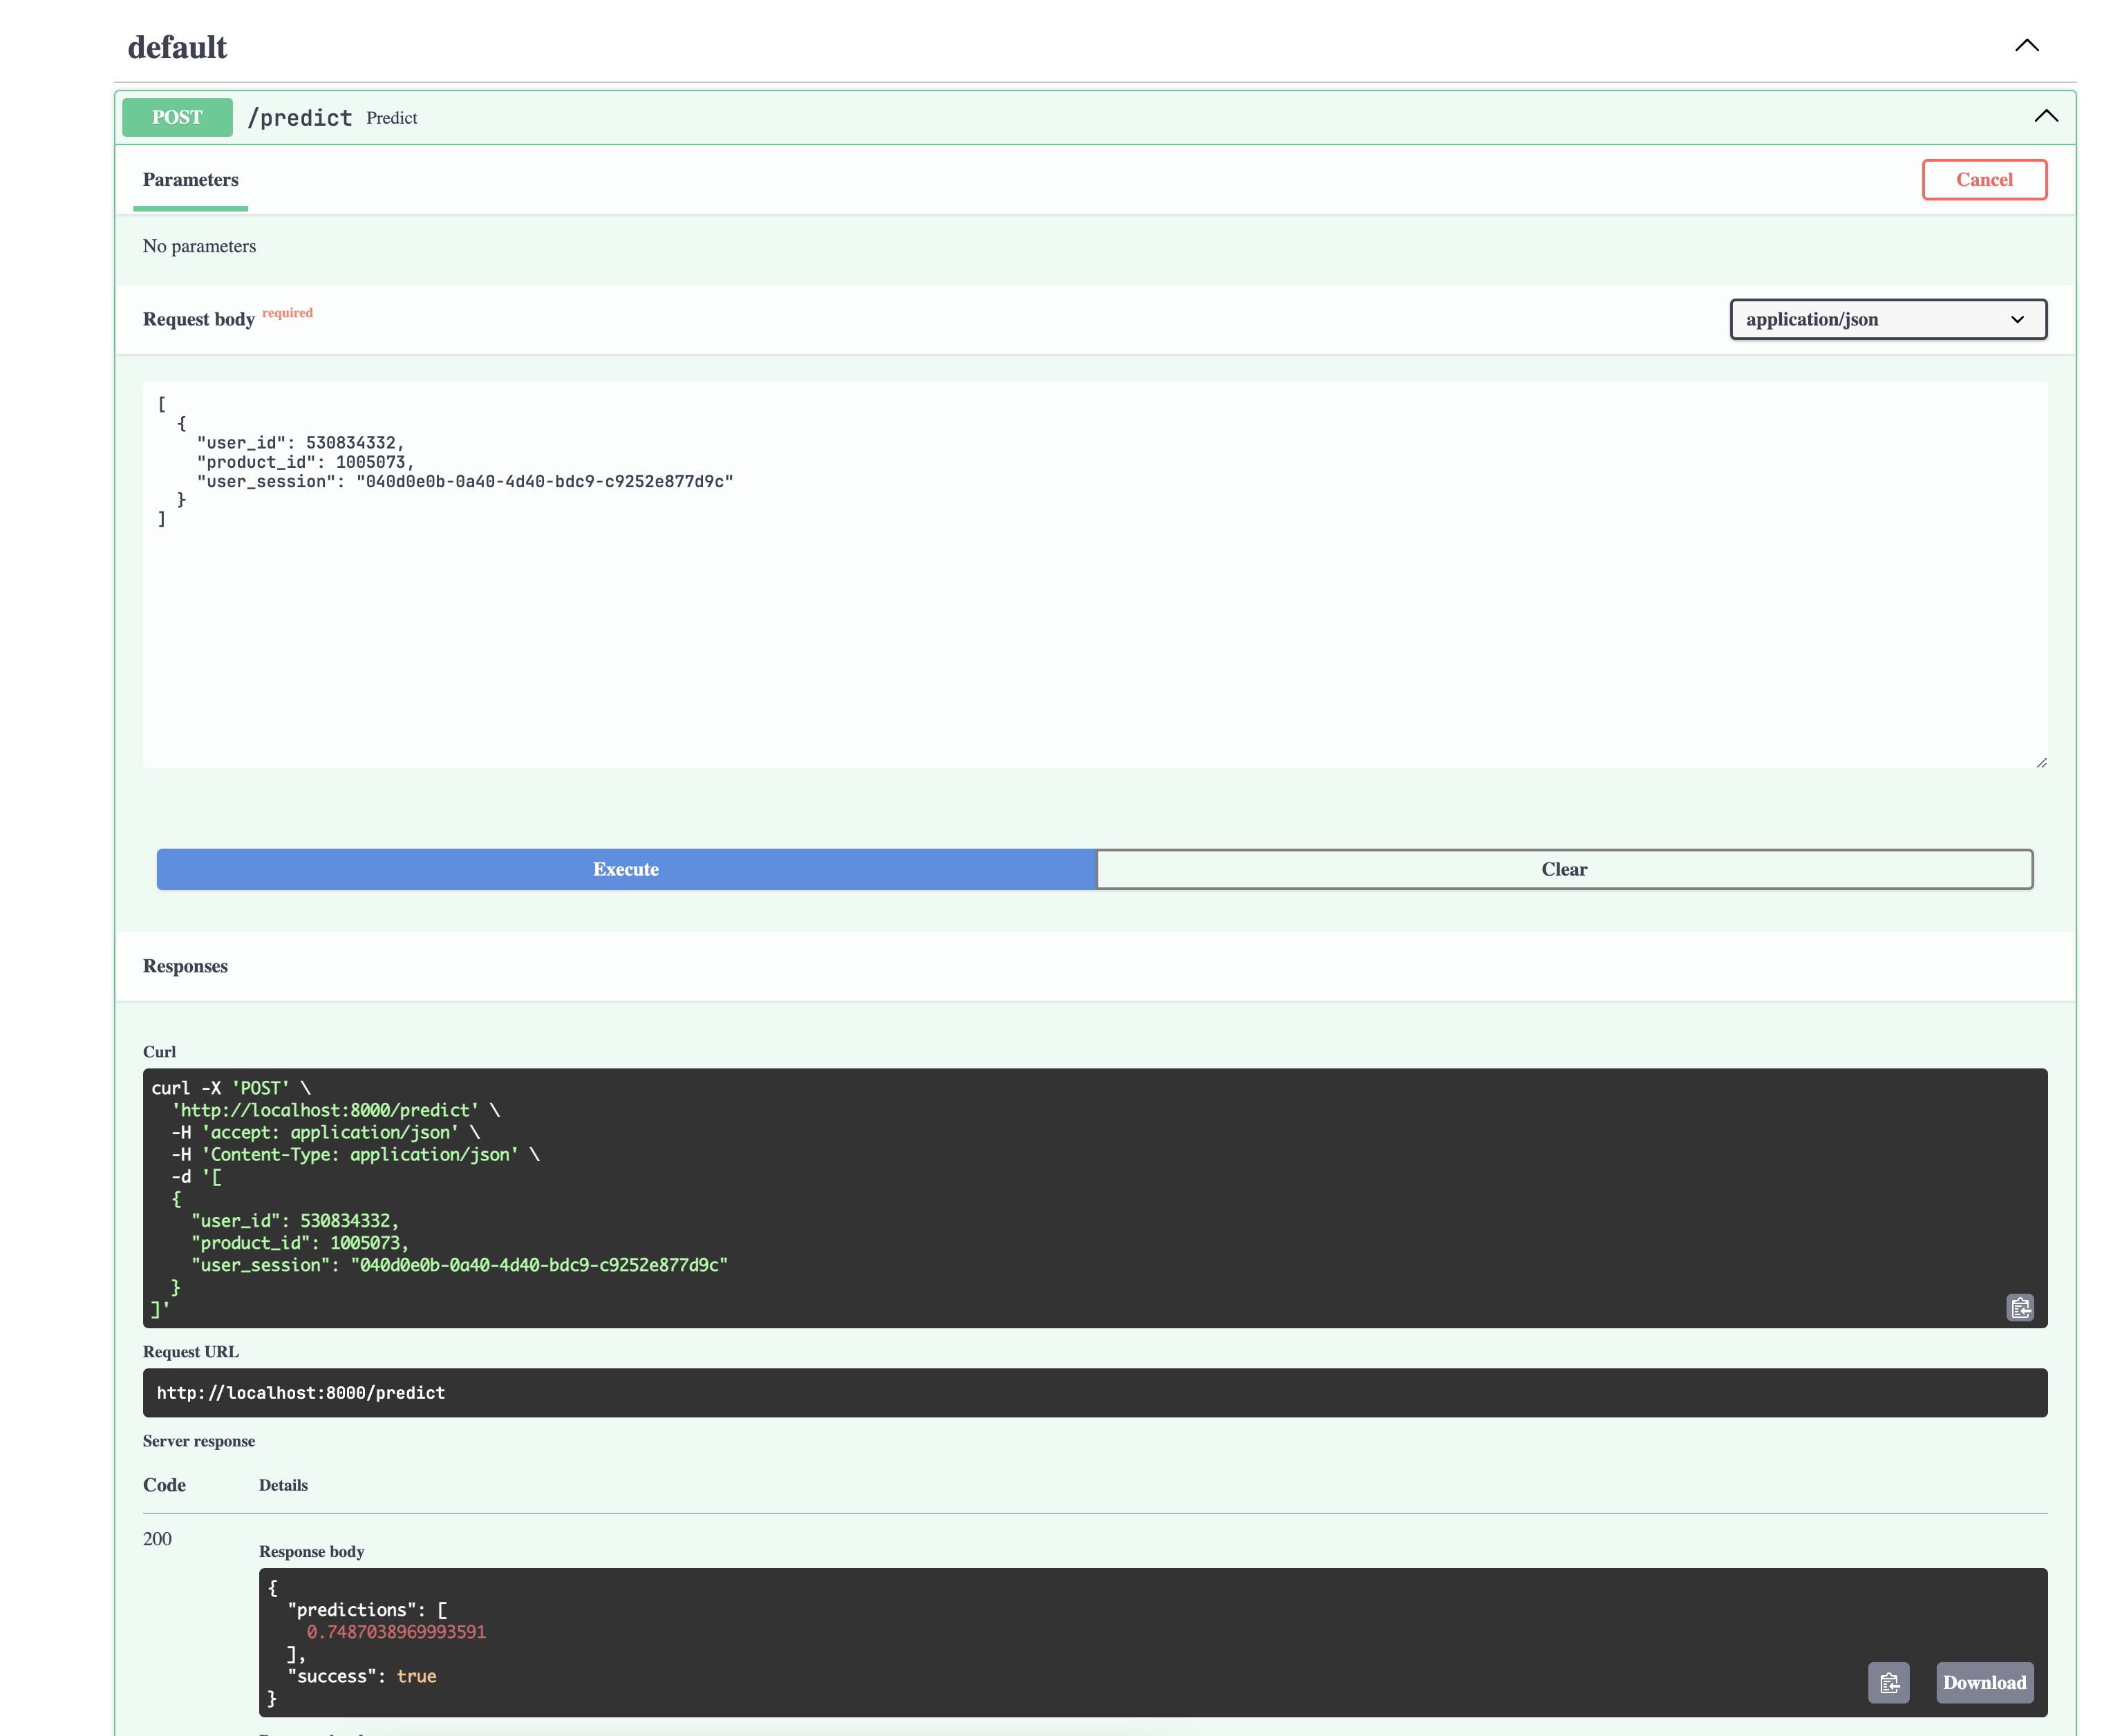 default
POST /predict Predict
Parameters
Cancel
No parameters
Request body required
application/json
[
  {
    "user_id": 530834332,
    "product_id": 1005073,
    "user_session": "040d0e0b-0a40-4d40-bdc9-c9252e877d9c"
  }
]
Execute
Clear
Responses
Curl
curl -X 'POST' \
  'http://localhost:8000/predict' \
  -H 'accept: application/json' \
  -H 'Content-Type: application/json' \
  -d '[
  {
    "user_id": 530834332,
    "product_id": 1005073,
    "user_session": "040d0e0b-0a40-4d40-bdc9-c9252e877d9c"
  }
]'
Request URL
http://localhost:8000/predict
Server response
Code Details
200
Response body
{
  "predictions": [
    0.7487038969993591
  ],
  "success": true
}
Download